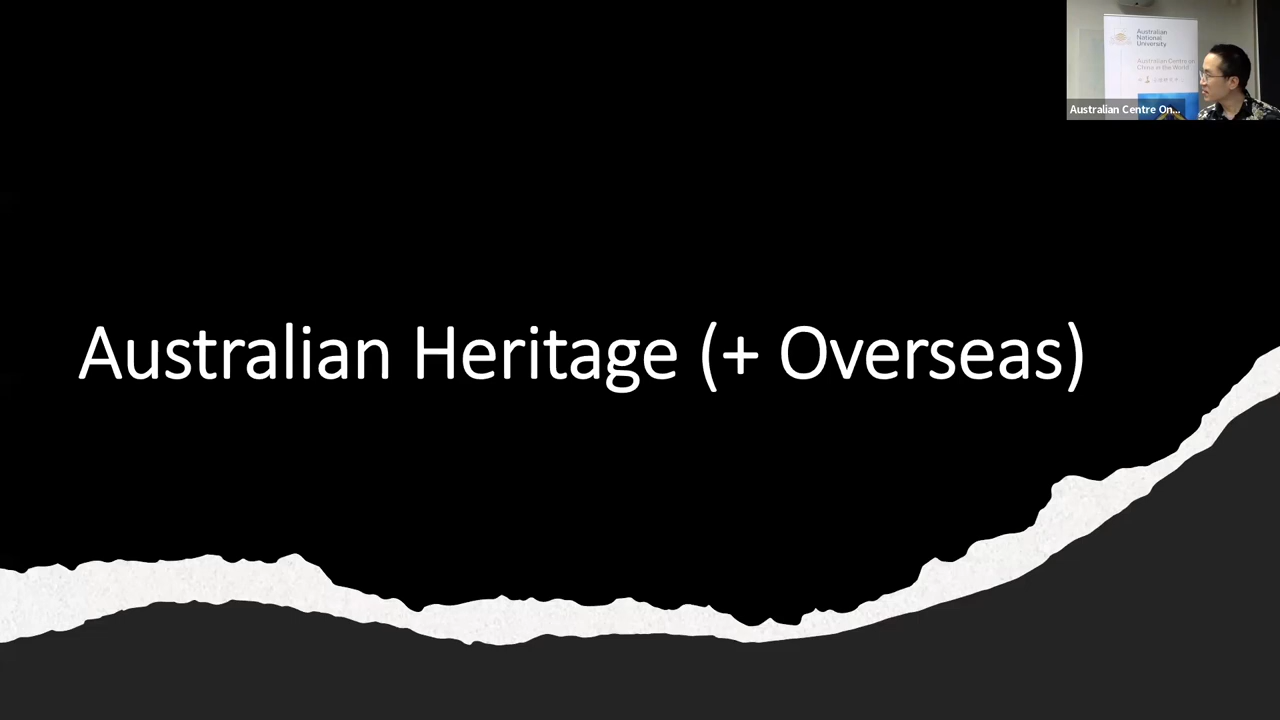 Australian Heritage (+ Overseas)
Australian
National
University
Australian Centre on
China in the World
Australian Centre On...